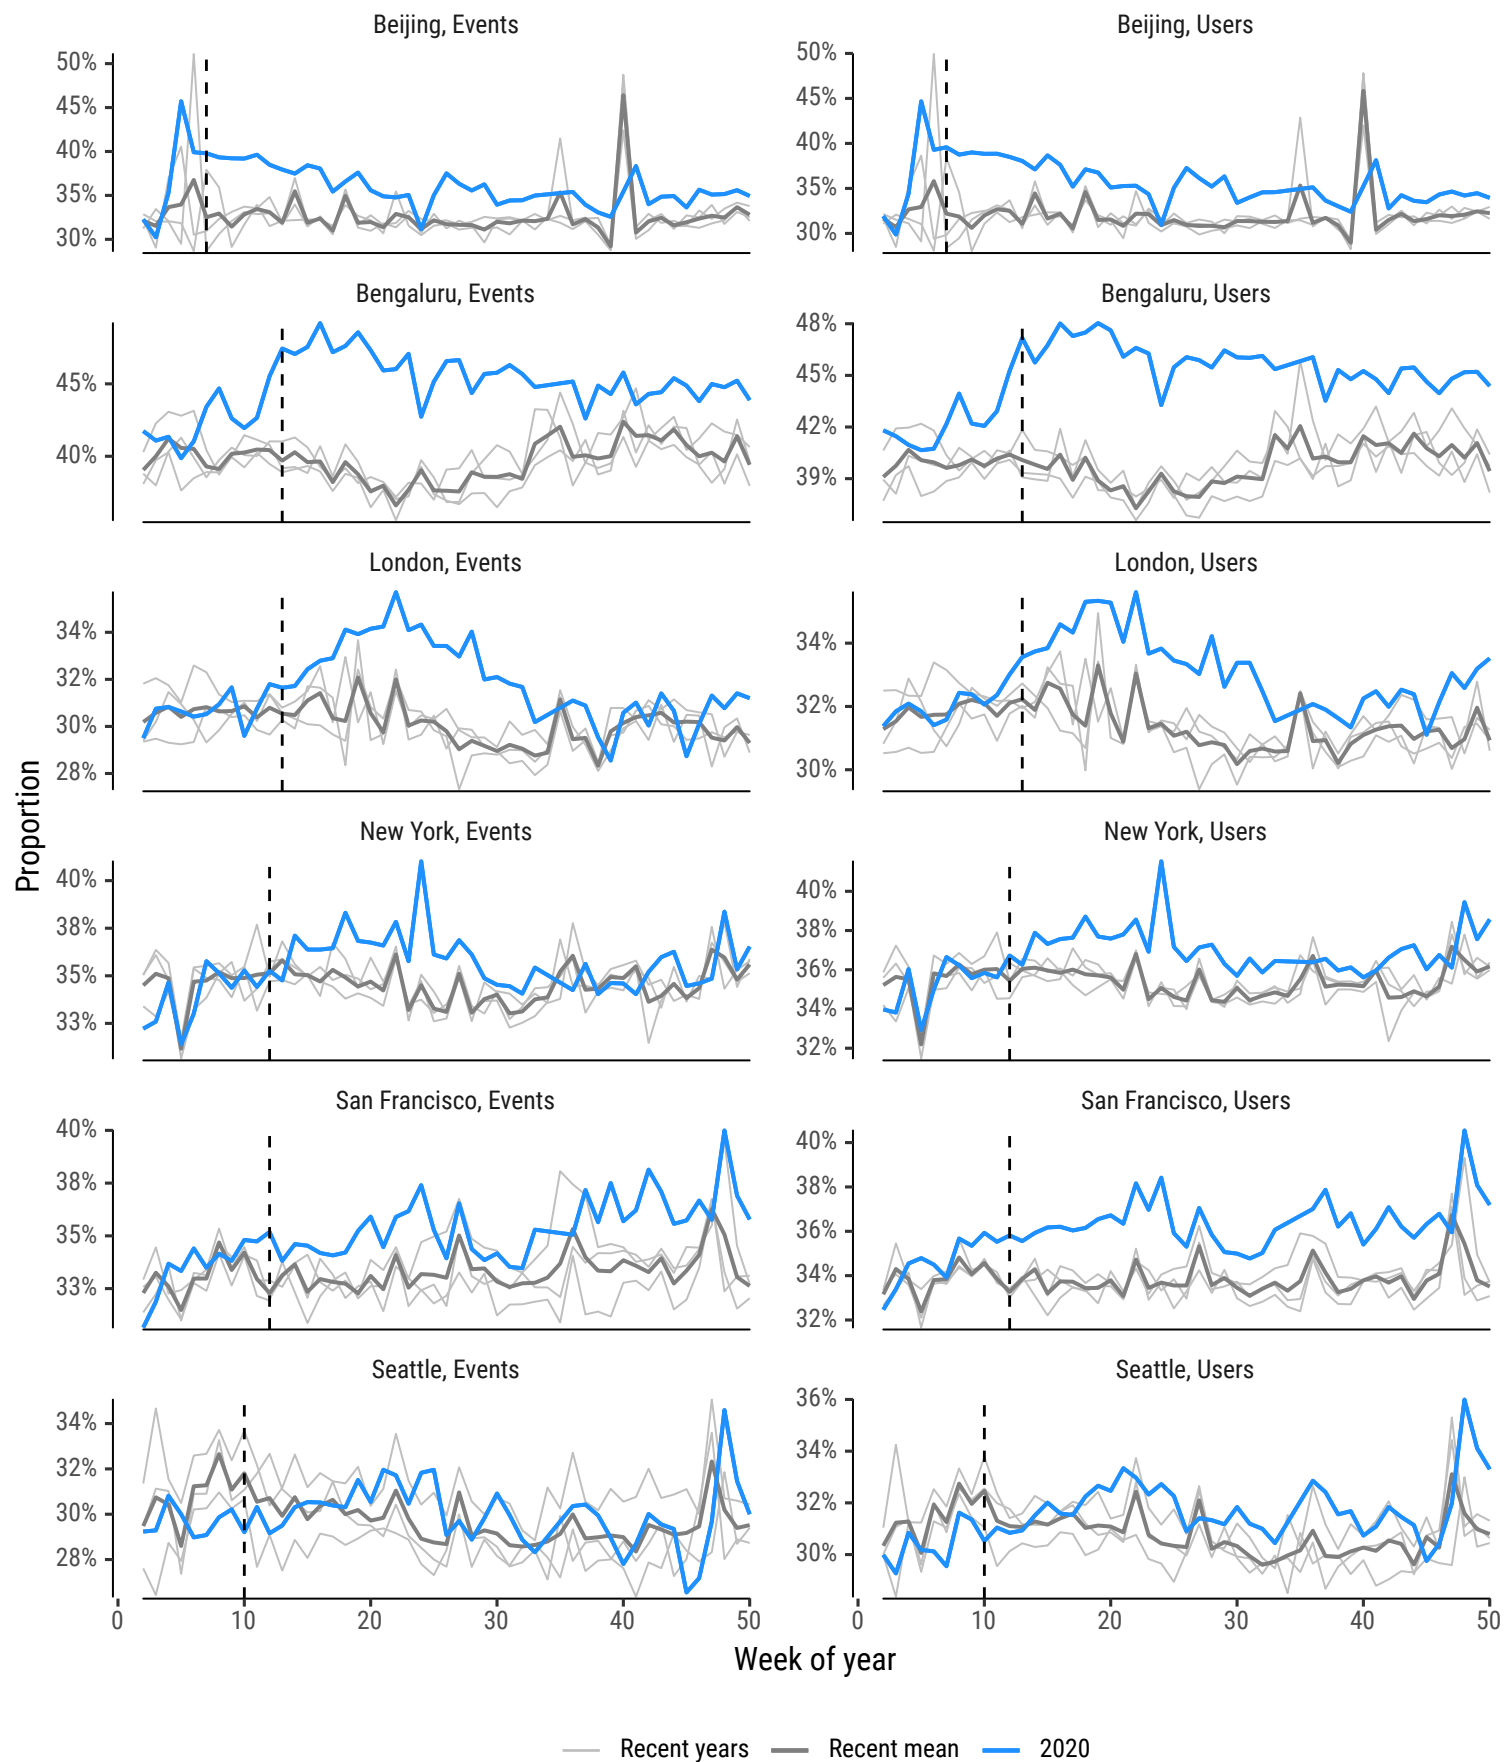 Beijing, Events
Beijing, Users
50%
45%
40%
35%
30%
50%
45%
40%
35%
30%
Bengaluru, Events
Bengaluru, Users
45%
40%
48%
45%
42%
39%
London, Events
London, Users
34%
32%
30%
28%
34%
32%
30%
Proportion
New York, Events
New York, Users
40%
38%
35%
33%
40%
38%
36%
34%
32%
San Francisco, Events
San Francisco, Users
40%
38%
35%
33%
40%
38%
36%
34%
32%
Seattle, Events
Seattle, Users
34%
32%
30%
28%
36%
34%
32%
30%
0 10 20 30 40 50
0 10 20 30 40 50
Week of year
Recent years Recent mean 2020